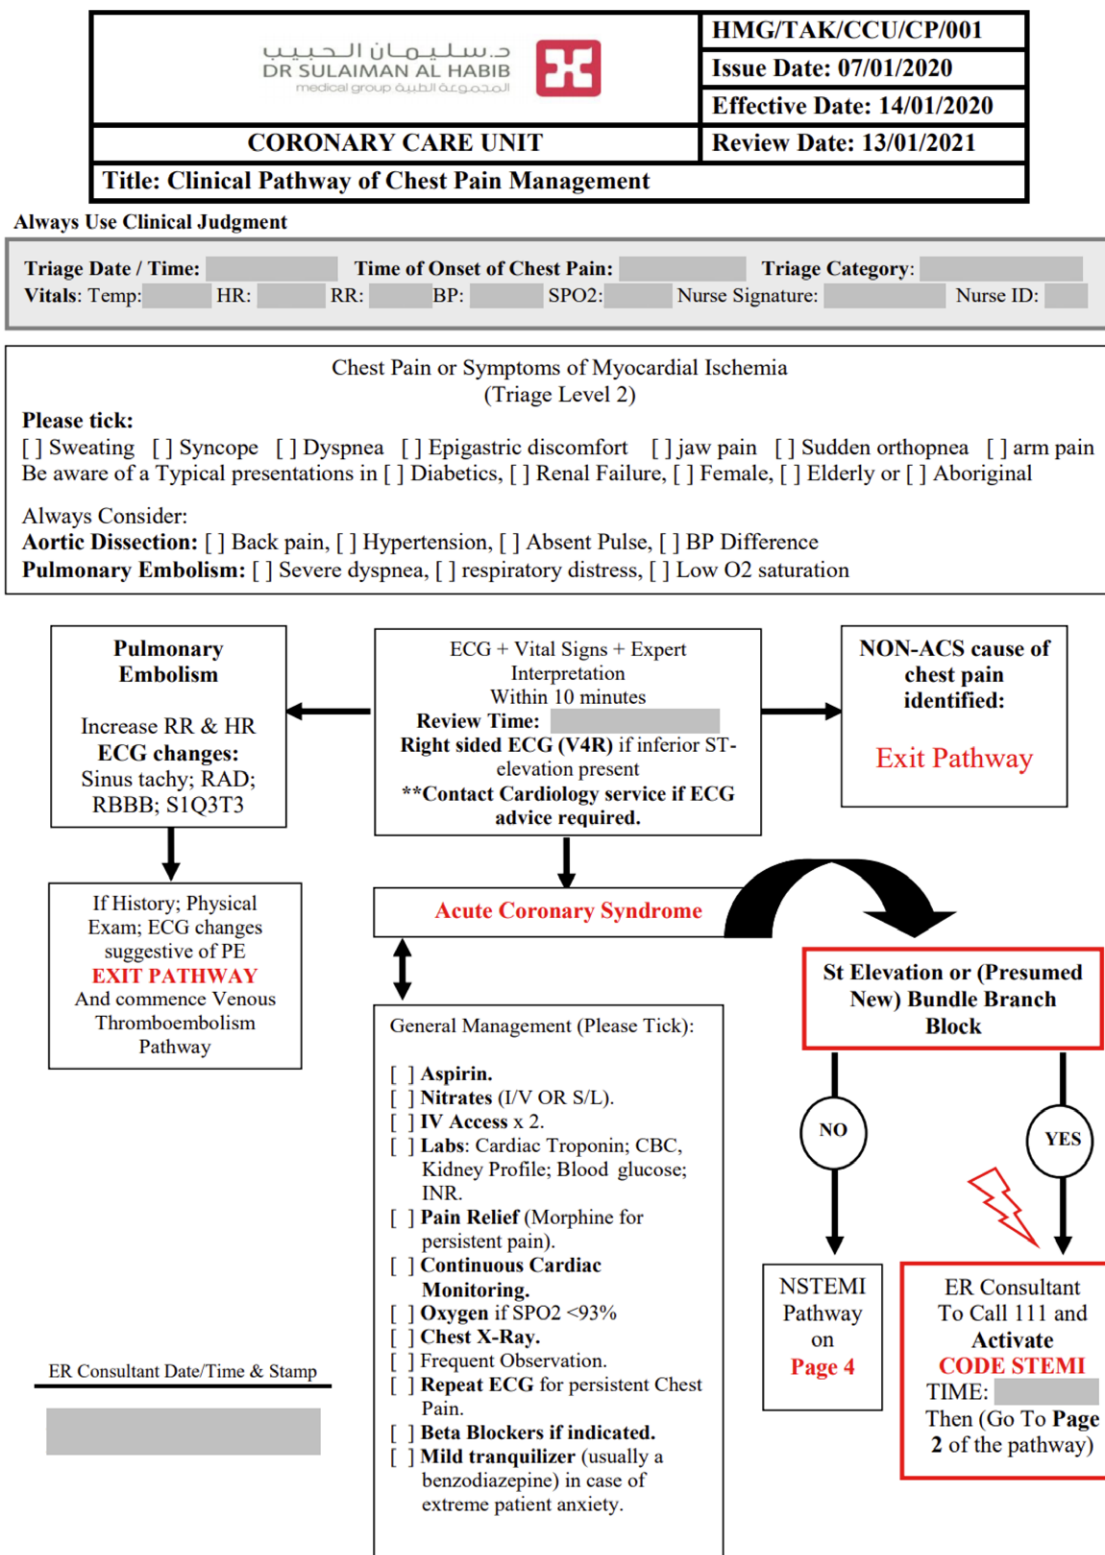 د.سليمان الحبيب
DR SULAIMAN AL HABIB
medical group المجموعة الطبية
HMG/TAK/CCU/CP/001
Issue Date: 07/01/2020
Effective Date: 14/01/2020
CORONARY CARE UNIT
Review Date: 13/01/2021
Title: Clinical Pathway of Chest Pain Management
Always Use Clinical Judgment
Triage Date / Time: Time of Onset of Chest Pain: Triage Category:
Vitals: Temp: HR: RR: BP: SPO2: Nurse Signature: Nurse ID:
Chest Pain or Symptoms of Myocardial Ischemia
(Triage Level 2)
Please tick:
[ ] Sweating [ ] Syncope [ ] Dyspnea [ ] Epigastric discomfort [ ] jaw pain [ ] Sudden orthopnea [ ] arm pain
Be aware of a Typical presentations in [ ] Diabetics, [ ] Renal Failure, [ ] Female, [ ] Elderly or [ ] Aboriginal
Always Consider:
Aortic Dissection: [ ] Back pain, [ ] Hypertension, [ ] Absent Pulse, [ ] BP Difference
Pulmonary Embolism: [ ] Severe dyspnea, [ ] respiratory distress, [ ] Low O2 saturation
Pulmonary
Embolism
Increase RR & HR
ECG changes:
Sinus tachy; RAD;
RBBB; S1Q3T3
ECG + Vital Signs + Expert
Interpretation
Within 10 minutes
Review Time:
Right sided ECG (V4R) if inferior ST-
elevation present
**Contact Cardiology service if ECG
advice required.
NON-ACS cause of
chest pain
identified:
Exit Pathway
If History; Physical
Exam; ECG changes
suggestive of PE
EXIT PATHWAY
And commence Venous
Thromboembolism
Pathway
Acute Coronary Syndrome
St Elevation or (Presumed
New) Bundle Branch
Block
General Management (Please Tick):
[ ] Aspirin.
[ ] Nitrates (I/V OR S/L).
[ ] IV Access x 2.
[ ] Labs: Cardiac Troponin; CBC,
Kidney Profile; Blood glucose;
INR.
[ ] Pain Relief (Morphine for
persistent pain).
[ ] Continuous Cardiac
Monitoring.
[ ] Oxygen if SPO2 <93%
[ ] Chest X-Ray.
[ ] Frequent Observation.
[ ] Repeat ECG for persistent Chest
Pain.
[ ] Beta Blockers if indicated.
[ ] Mild tranquilizer (usually a
benzodiazepine) in case of
extreme patient anxiety.
NO
YES
NSTEMI
Pathway
on
Page 4
ER Consultant
To Call 111 and
Activate
CODE STEMI
TIME:
Then (Go To Page
2 of the pathway)
ER Consultant Date/Time & Stamp